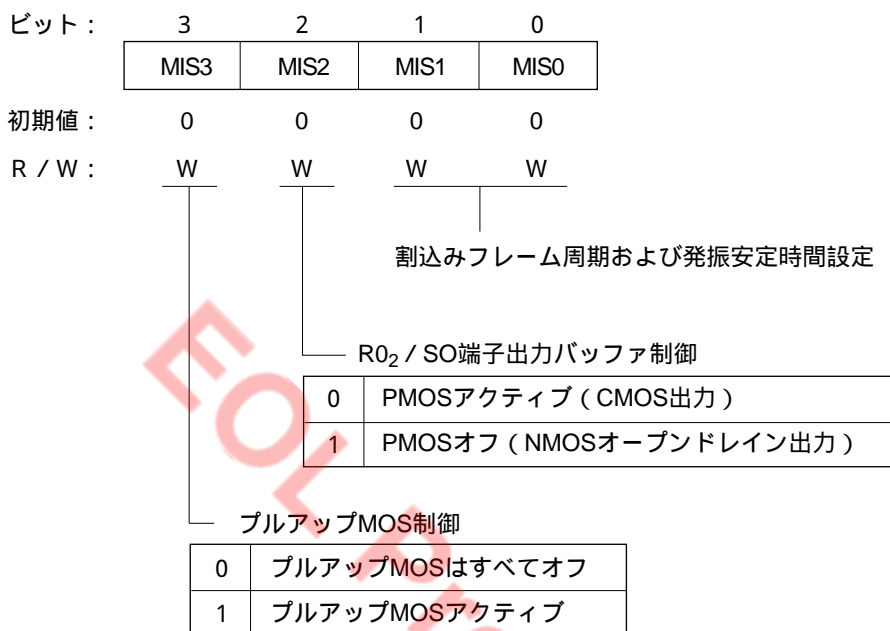 ビット： 3 2 1 0
MIS3 MIS2 MIS1 MIS0
初期値： 0 0 0 0
R／W： W W W W
割込みフレーム周期および発振安定時間設定
R0₂／SO端子出力バッファ制御
0 PMOSアクティブ（CMOS出力）
1 PMOSオフ（NMOSオープンドレイン出力）
プルアップMOS制御
0 プルアップMOSはすべてオフ
1 プルアップMOSアクティブ
EOL Pro